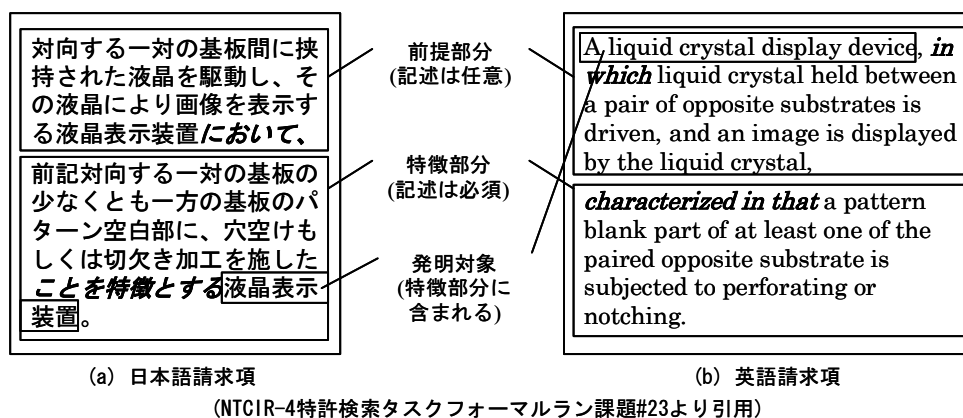 対向する一対の基板間に挟
持された液晶を駆動し、そ
の液晶により画像を表示す
る液晶表示装置において、
前記対向する一対の基板の
少なくとも一方の基板のパ
ターン空白部に、穴空けも
しくは切欠き加工を施した
ことを特徴とする液晶表示
装置。
前提部分
(記述は任意)
特徴部分
(記述は必須)
発明対象
(特徴部分に
含まれる)
A liquid crystal display device, in
which liquid crystal held between
a pair of opposite substrates is
driven, and an image is displayed
by the liquid crystal,
characterized in that a pattern
blank part of at least one of the
paired opposite substrate is
subjected to perforating or
notching.
(a) 日本語請求項
(b) 英語請求項
(NTCIR-4特許検索タスクフォーマルラン課題#23より引用)